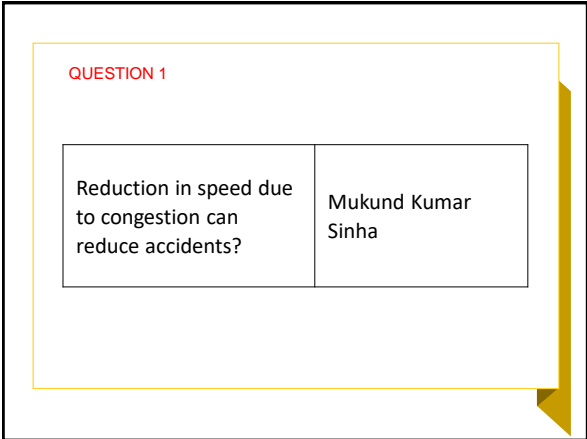 QUESTION 1
Reduction in speed due
to congestion can
reduce accidents?
Mukund Kumar
Sinha